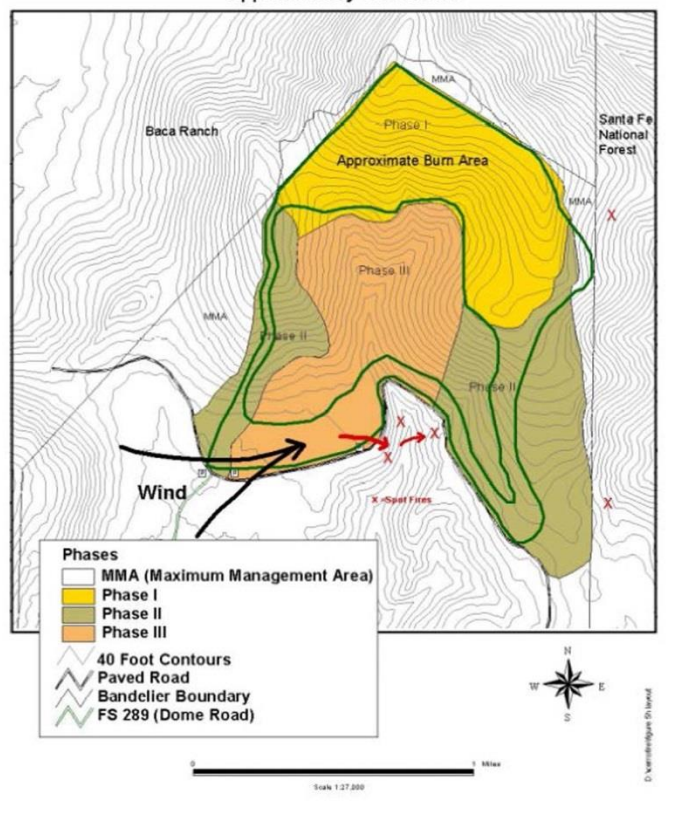 MMA
Santa Fe
National
Forest
Baca Ranch
Phase I
Approximate Burn Area
MMA
Phase III
MMA
Phase II
Phase II
X
X
X
X
X
Wind
X =Spot Fires
Phases
MMA (Maximum Management Area)
Phase I
Phase II
Phase III
40 Foot Contours
Paved Road
Bandelier Boundary
FS 289 (Dome Road)
N
W
E
S
0
1 Miles
Scale 1:27,000